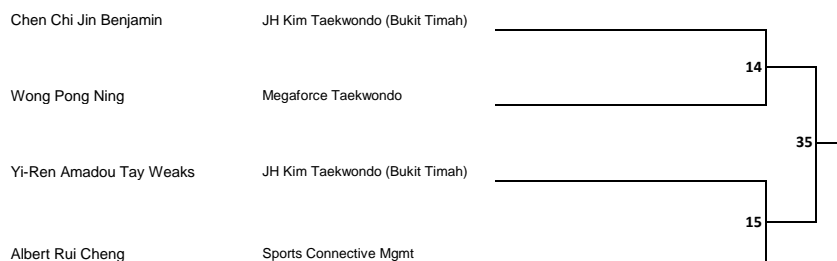 Chen Chi Jin Benjamin JH Kim Taekwondo (Bukit Timah)
14
Wong Pong Ning Megaforce Taekwondo
35
Yi-Ren Amadou Tay Weaks JH Kim Taekwondo (Bukit Timah)
15
Albert Rui Cheng Sports Connective Mgmt